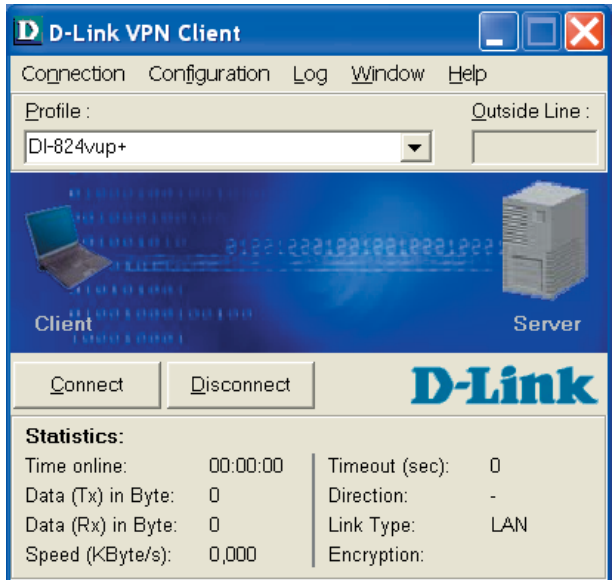 D D-Link VPN Client
Connection Configuration Log Window Help
Profile : Outside Line :
DI-824vup+
Client Server
Connect Disconnect D-Link
Statistics:
Time online: 00:00:00 Timeout (sec): 0
Data (Tx) in Byte: 0 Direction: -
Data (Rx) in Byte: 0 Link Type: LAN
Speed (KByte/s): 0,000 Encryption: